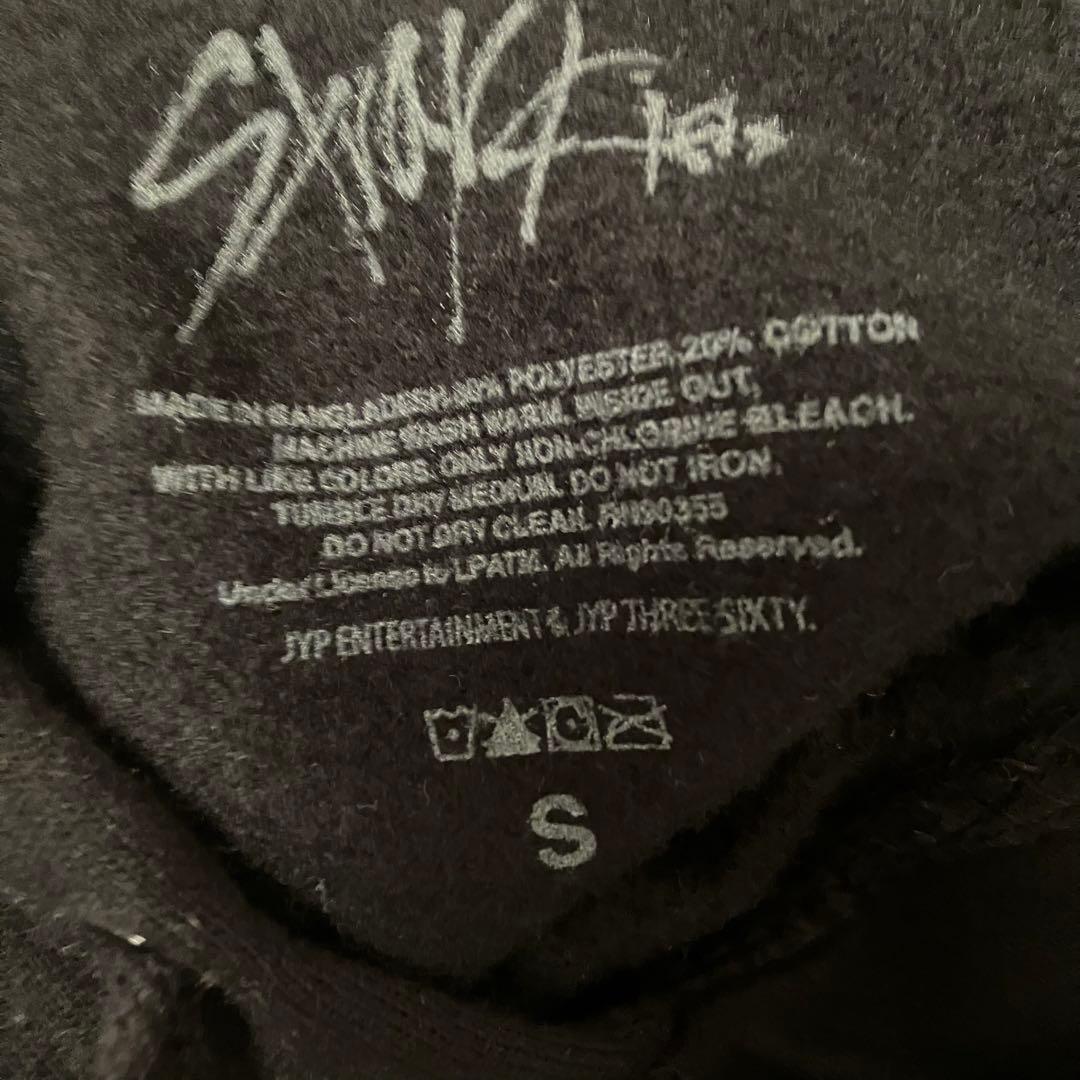 MADE IN BANGLADESH. 80% POLYESTER, 20% COTTON
MACHINE WASH WARM, INSIDE OUT,
WITH LIKE COLORS. ONLY NON-CHLORINE BLEACH.
TUMBLE DRY MEDIUM. DO NOT IRON.
DO NOT DRY CLEAN. RN90355
Under License to LPATM. All Rights Reserved.
JYP ENTERTAINMENT & JYP THREE SIXTY.
S